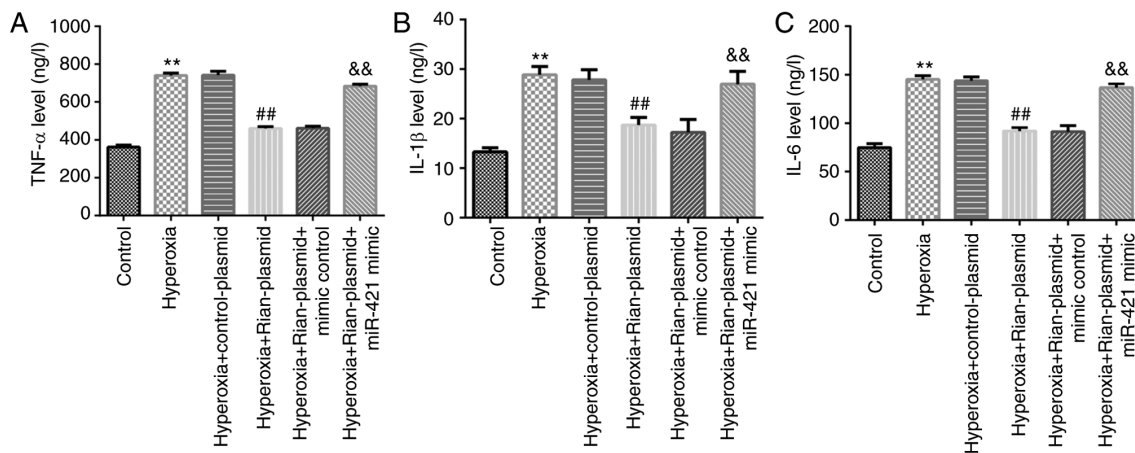 A
TNF-α level (ng/l)
1000
800
600
400
200
0
**
##
&&
Control
Hyperoxia
Hyperoxia+control-plasmid
Hyperoxia+Rian-plasmid
Hyperoxia+Rian-plasmid+
mimic control
Hyperoxia+Rian-plasmid+
miR-421 mimic
B
IL-1β level (ng/l)
40
30
20
10
0
**
##
&&
Control
Hyperoxia
Hyperoxia+control-plasmid
Hyperoxia+Rian-plasmid
Hyperoxia+Rian-plasmid+
mimic control
Hyperoxia+Rian-plasmid+
miR-421 mimic
C
IL-6 level (ng/l)
200
150
100
50
0
**
##
&&
Control
Hyperoxia
Hyperoxia+control-plasmid
Hyperoxia+Rian-plasmid
Hyperoxia+Rian-plasmid+
mimic control
Hyperoxia+Rian-plasmid+
miR-421 mimic